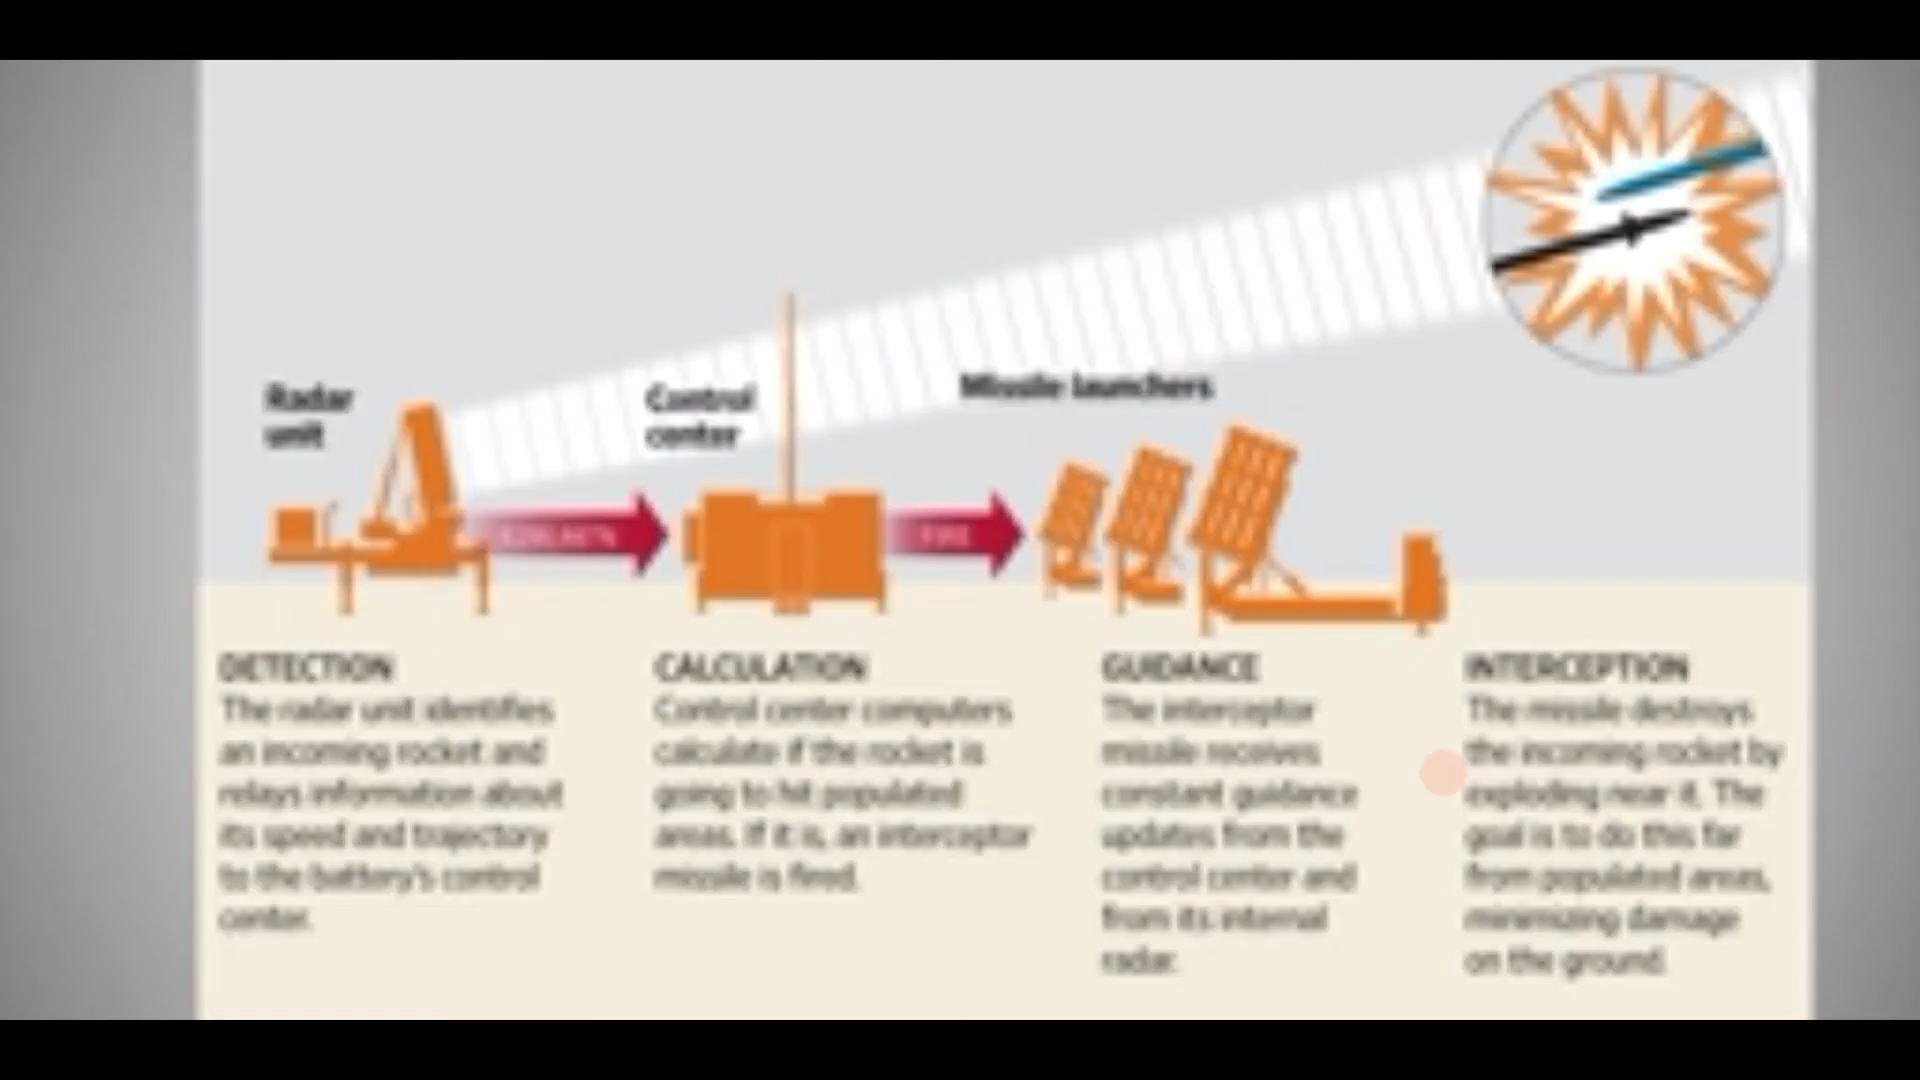 Radar
unit
Control
center
Missile launchers
FIRE
DETECTION
The radar unit identifies
an incoming rocket and
relays information about
its speed and trajectory
to the battery's control
center.
CALCULATION
Control center computers
calculate if the rocket is
going to hit populated
areas. If it is, an interceptor
missile is fired.
GUIDANCE
The interceptor
missile receives
constant guidance
updates from the
control center and
from its internal
radar.
INTERCEPTION
The missile destroys
the incoming rocket by
exploding near it. The
goal is to do this far
from populated areas,
minimizing damage
on the ground.